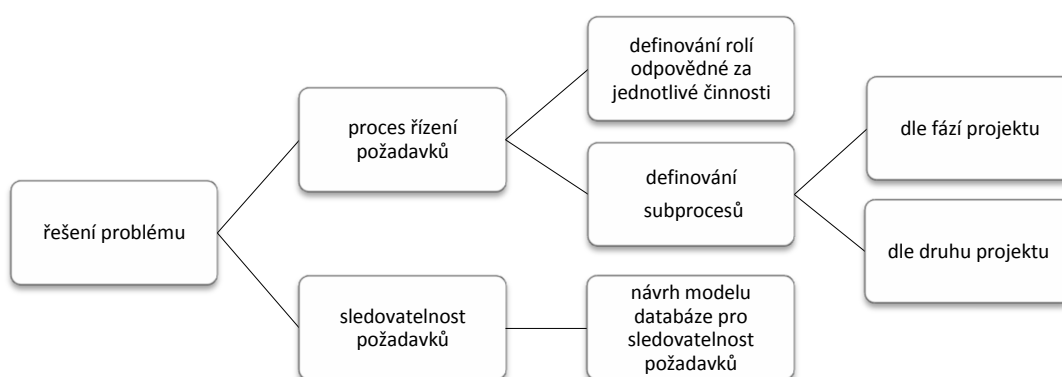 definování rolí
odpovědné za
jednotlivé činnosti
dle fází projektu
proces řízení
požadavků
definování
subprocesů
řešení problému
dle druhu projektu
sledovatelnost
požadavků
návrh modelu
databáze pro
sledovatelnost
požadavků